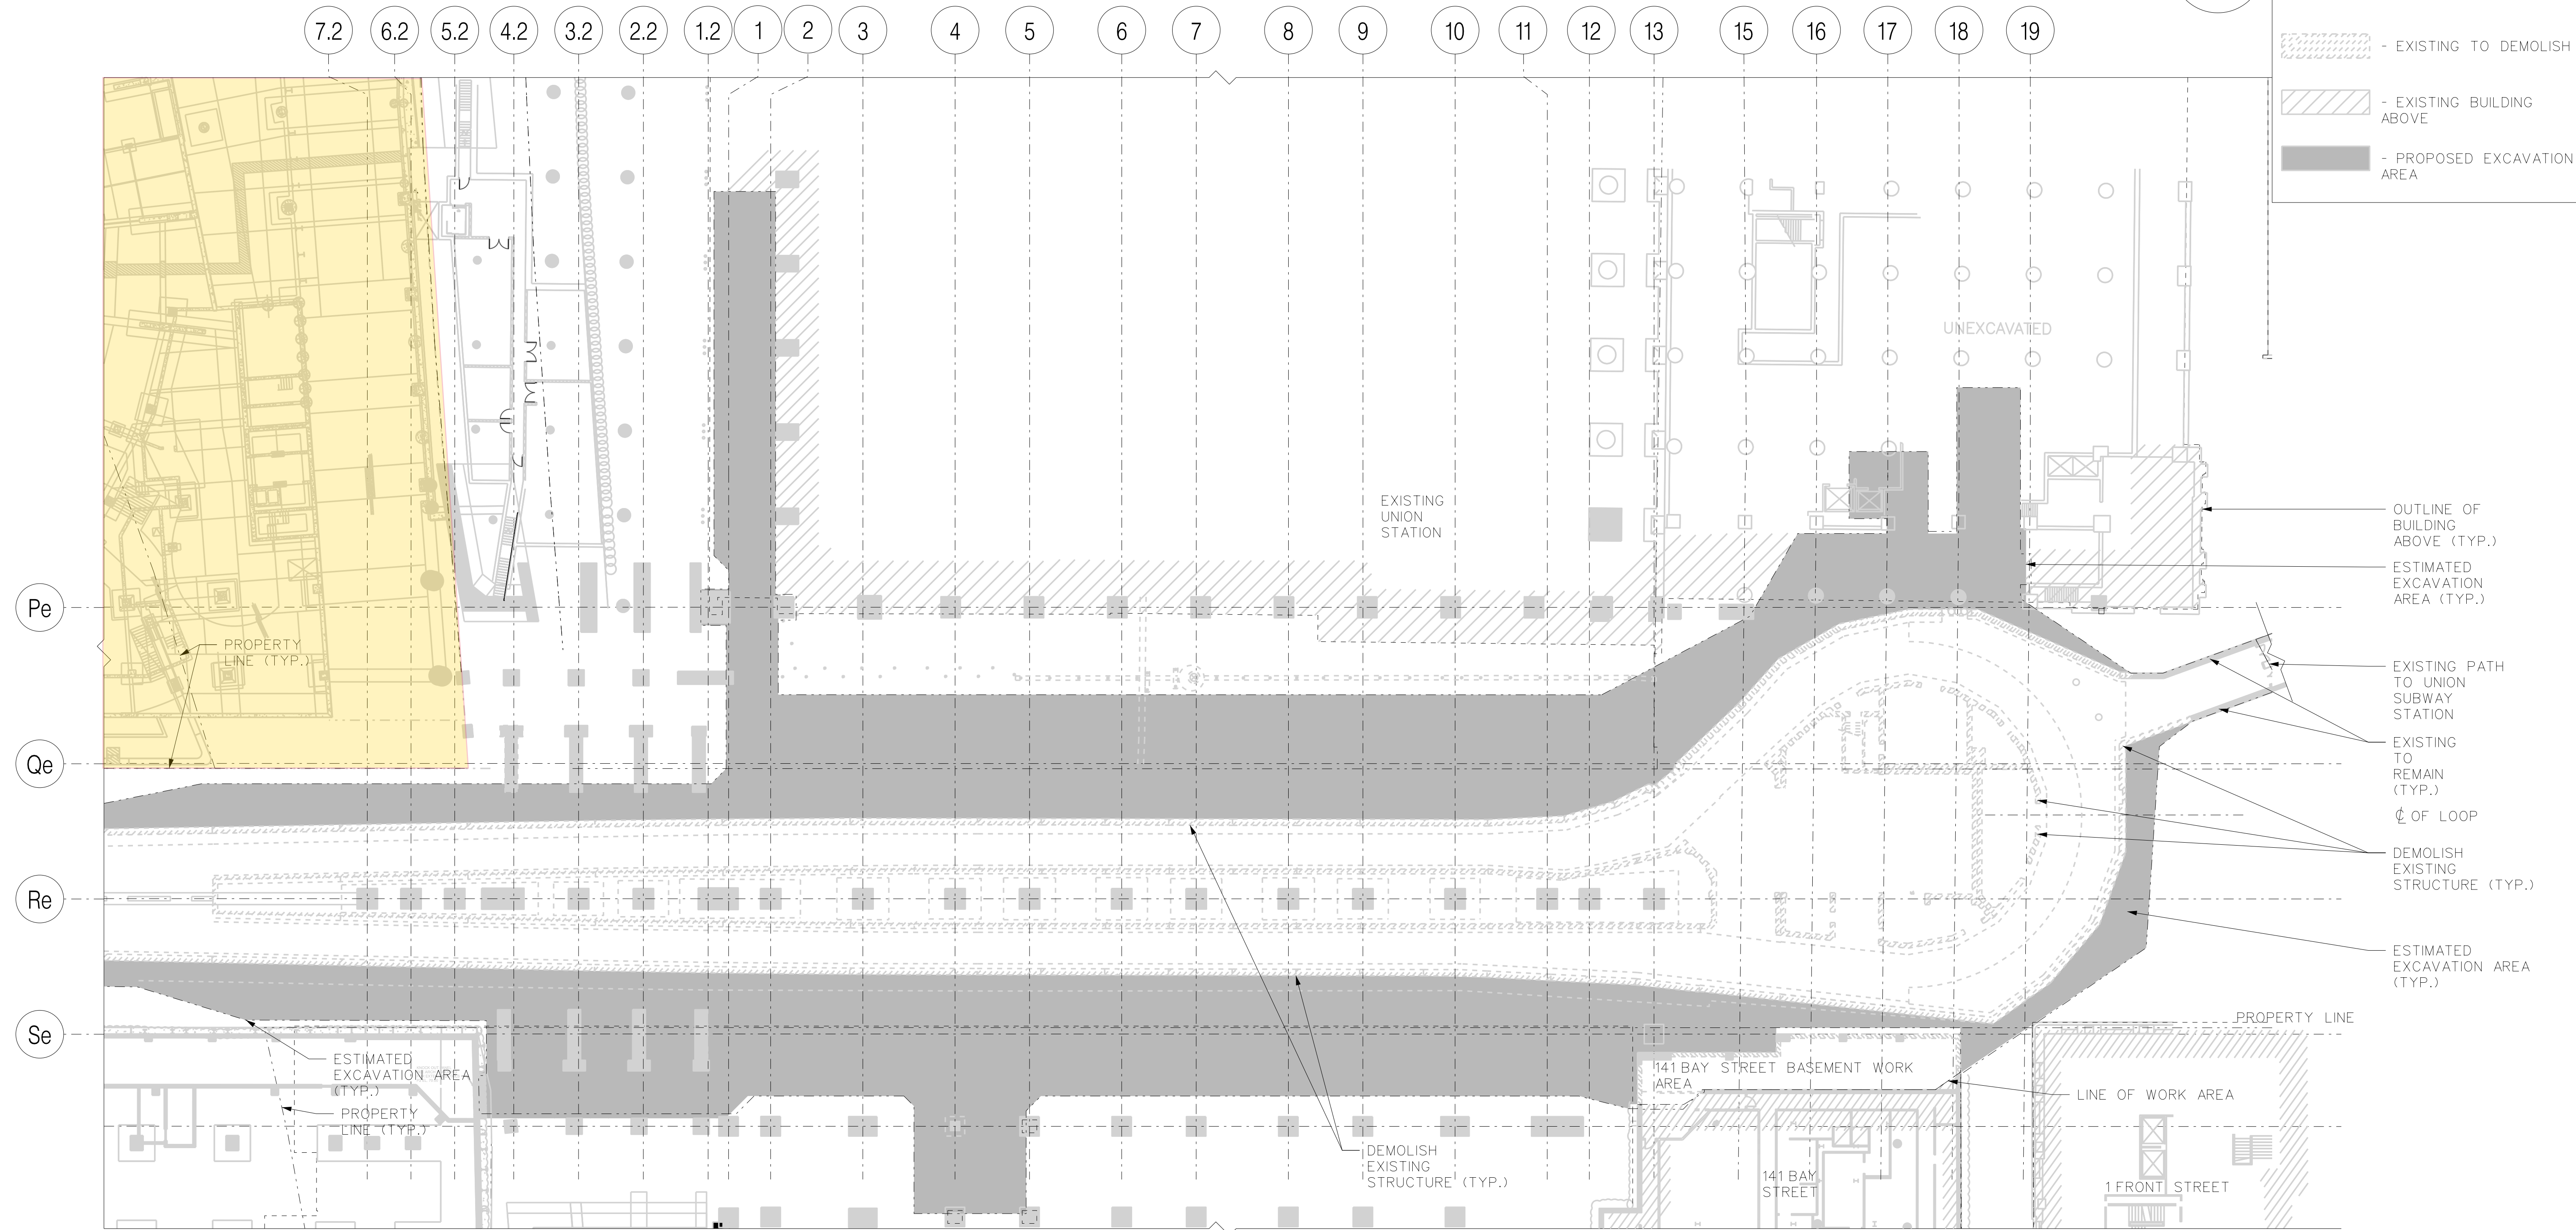 7.2 6.2 5.2 4.2 3.2 2.2 1.2 1 2 3 4 5 6 7 8 9 10 11 12 13 15 16 17 18 19
- EXISTING TO DEMOLISH
- EXISTING BUILDING
ABOVE
- PROPOSED EXCAVATION
AREA
UNEXCAVATED
EXISTING
UNION
STATION
OUTLINE OF
BUILDING
ABOVE (TYP.)
ESTIMATED
EXCAVATION
AREA (TYP.)
Pe
PROPERTY
LINE (TYP.)
EXISTING PATH
TO UNION
SUBWAY
STATION
Qe
EXISTING
TO
REMAIN
(TYP.)
℄ OF LOOP
DEMOLISH
EXISTING
STRUCTURE (TYP.)
Re
ESTIMATED
EXCAVATION AREA
(TYP.)
Se
PROPERTY LINE
ESTIMATED
EXCAVATION AREA
(TYP.)
PROPERTY
LINE (TYP.)
141 BAY STREET BASEMENT WORK
AREA
LINE OF WORK AREA
DEMOLISH
EXISTING
STRUCTURE (TYP.)
141 BAY
STREET
1 FRONT STREET